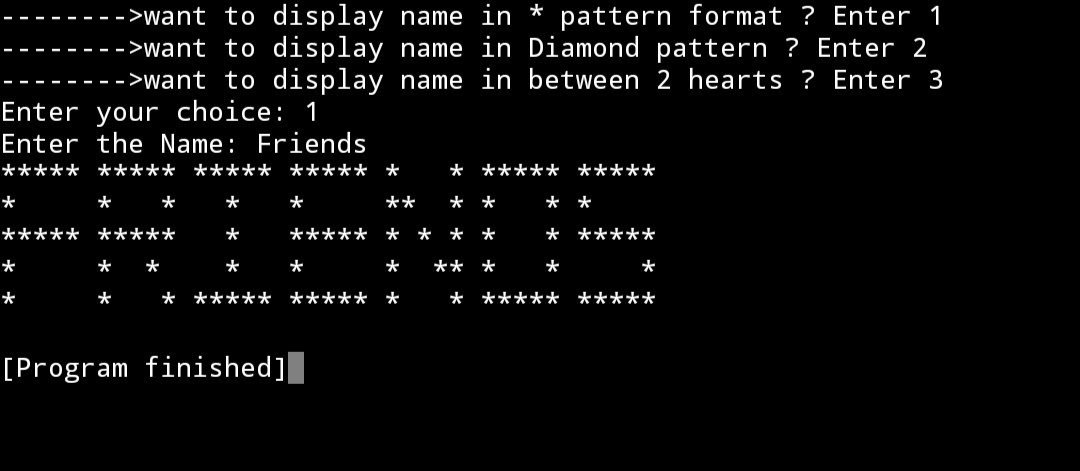 -------->want to display name in * pattern format ? Enter 1
-------->want to display name in Diamond pattern ? Enter 2
-------->want to display name in between 2 hearts ? Enter 3
Enter your choice: 1
Enter the Name: Friends
***** ***** ***** ***** *   * ***** *****
*     *   *   *   *     **  * *   * *
***** *****   *   ***** * * * *   * *****
*     *  *    *   *     *  ** *   *     *
*     *   * ***** ***** *   * ***** *****
[Program finished]